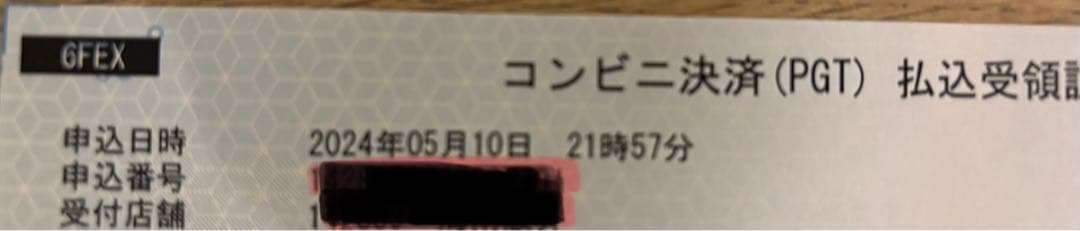 6FEX
コンビニ決済(PGT) 払込受領
申込日時 2024年05月10日 21時57分
申込番号
受付店舗